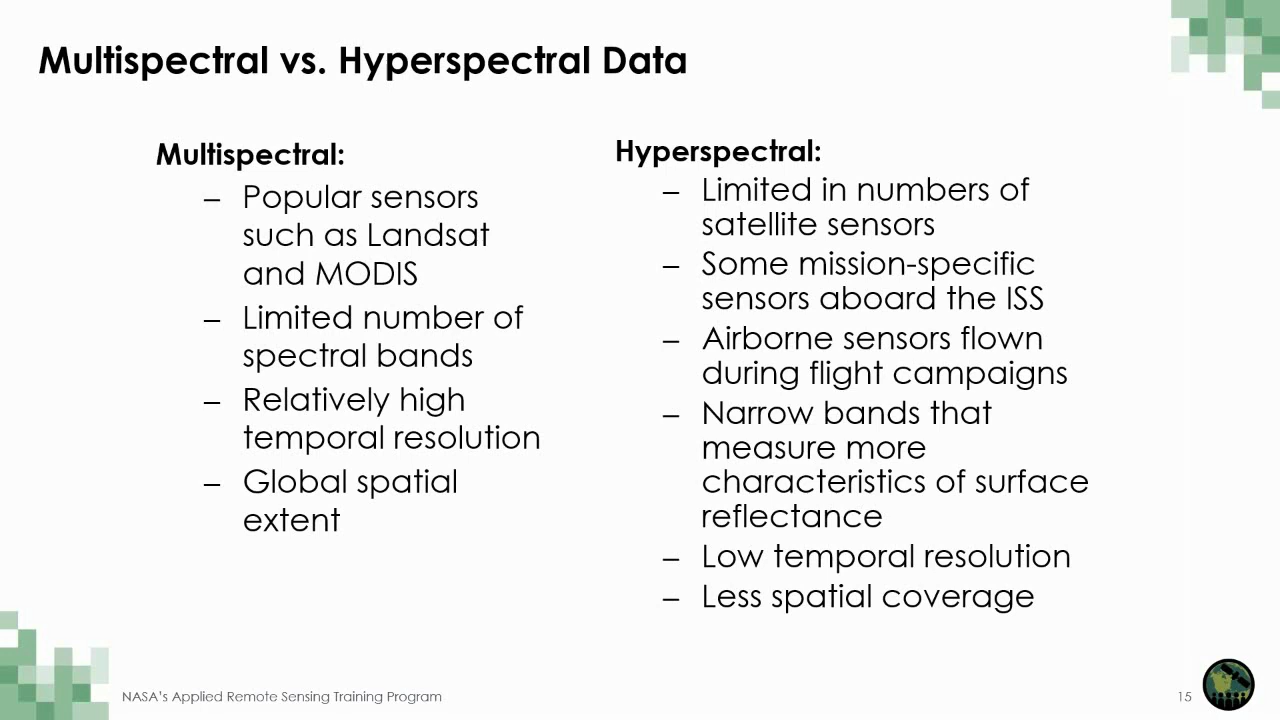 Multispectral vs. Hyperspectral Data
Multispectral:
– Popular sensors
such as Landsat
and MODIS
– Limited number of
spectral bands
– Relatively high
temporal resolution
– Global spatial
extent
Hyperspectral:
– Limited in numbers of
satellite sensors
– Some mission-specific
sensors aboard the ISS
– Airborne sensors flown
during flight campaigns
– Narrow bands that
measure more
characteristics of surface
reflectance
– Low temporal resolution
– Less spatial coverage
NASA's Applied Remote Sensing Training Program
15